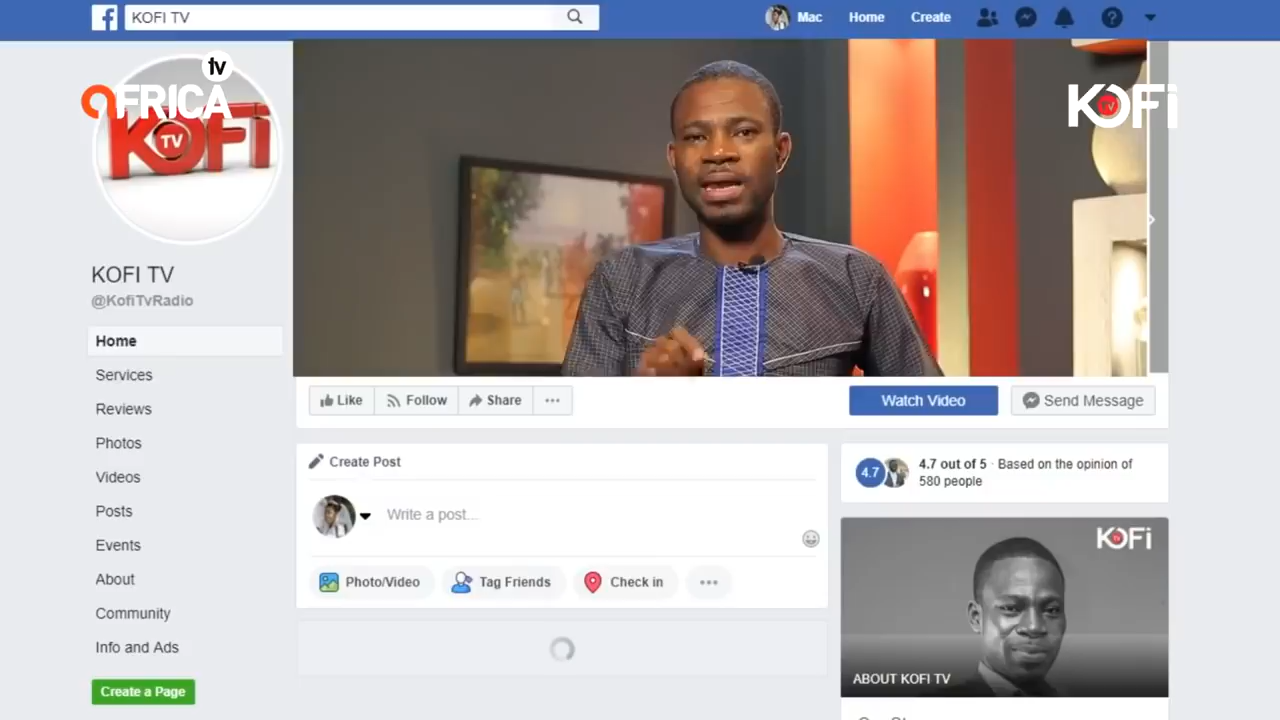 KOFI TV
Mac
Home
Create
tv
aFRICA
KOFi
TV
KOFi
TV
KOFI TV
@KofiTvRadio
Home
Services
Reviews
Photos
Videos
Posts
Events
About
Community
Info and Ads
Create a Page
Like
Follow
Share
Watch Video
Send Message
Create Post
Write a post...
Photo/Video
Tag Friends
Check in
4.7
4.7 out of 5 · Based on the opinion of
580 people
KOFi
TV
ABOUT KOFI TV